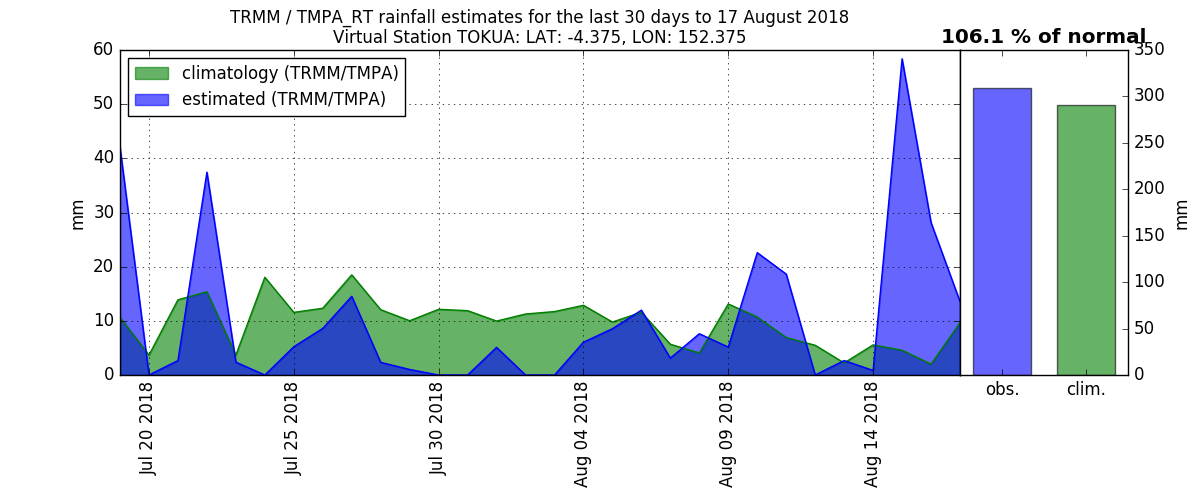 TRMM / TMPA_RT rainfall estimates for the last 30 days to 17 August 2018
Virtual Station TOKUA: LAT: -4.375, LON: 152.375
106.1 % of normal
climatology (TRMM/TMPA)
estimated (TRMM/TMPA)
60
50
40
30
20
10
0
mm
Jul 20 2018
Jul 25 2018
Jul 30 2018
Aug 04 2018
Aug 09 2018
Aug 14 2018
350
300
250
200
150
100
50
0
mm
obs.
clim.